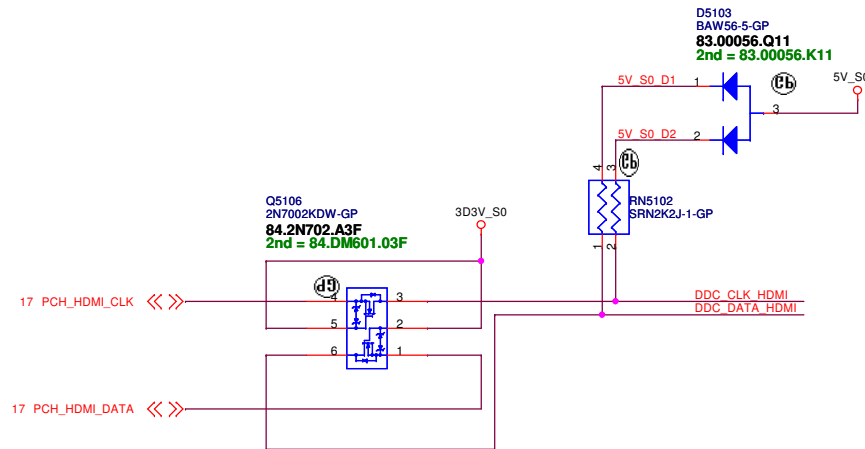 D5103
BAW56-5-GP
83.00056.Q11
2nd = 83.00056.K11
5V_S0_D1
1
5V_S0
3
5V_S0_D2
2
4
3
RN5102
SRN2K2J-1-GP
1
2
Q5106
2N7002KDW-GP
84.2N702.A3F
2nd = 84.DM601.03F
3D3V_S0
17 PCH_HDMI_CLK
4
3
DDC_CLK_HDMI
DDC_DATA_HDMI
5
2
6
1
17 PCH_HDMI_DATA